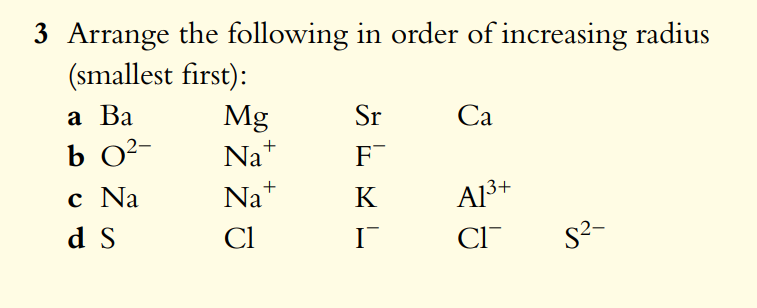 3 Arrange the following in order of increasing radius
(smallest first):
a Ba Mg Sr Ca
b O²⁻ Na⁺ F⁻
c Na Na⁺ K Al³⁺
d S Cl I⁻ Cl⁻ S²⁻